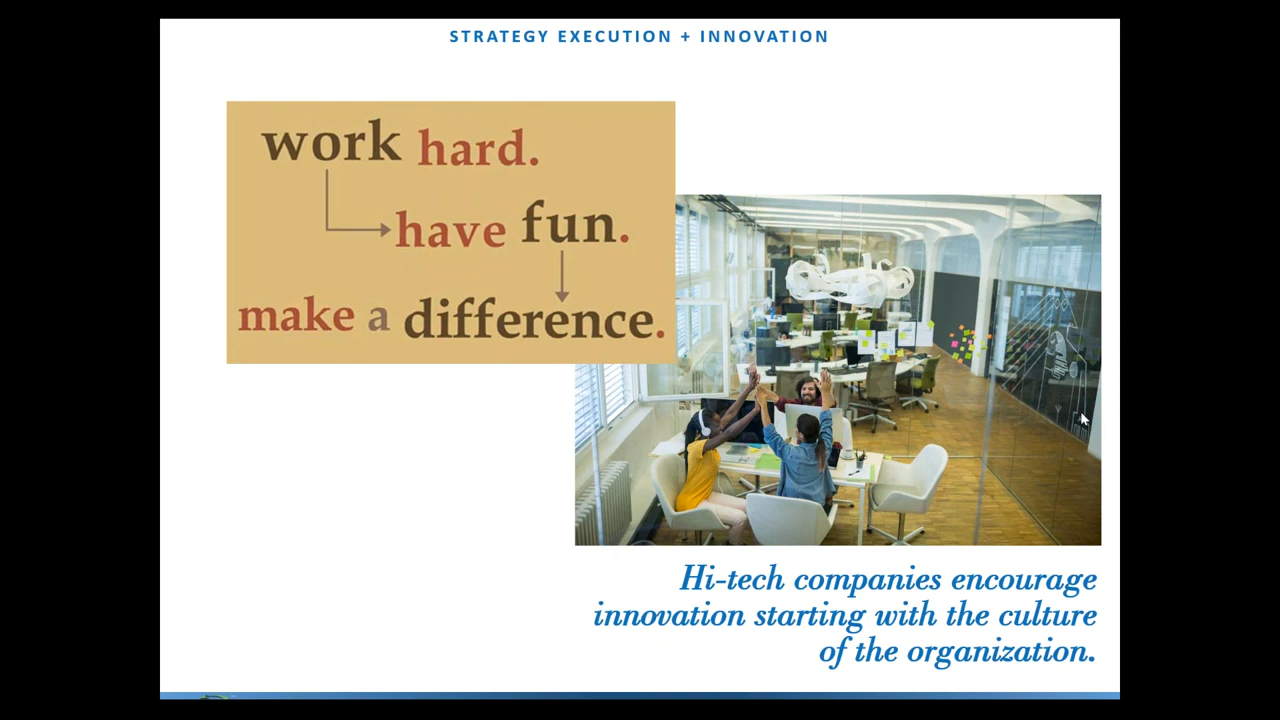 STRATEGY EXECUTION + INNOVATION
work hard.
have fun.
make a difference.
Hi-tech companies encourage
innovation starting with the culture
of the organization.